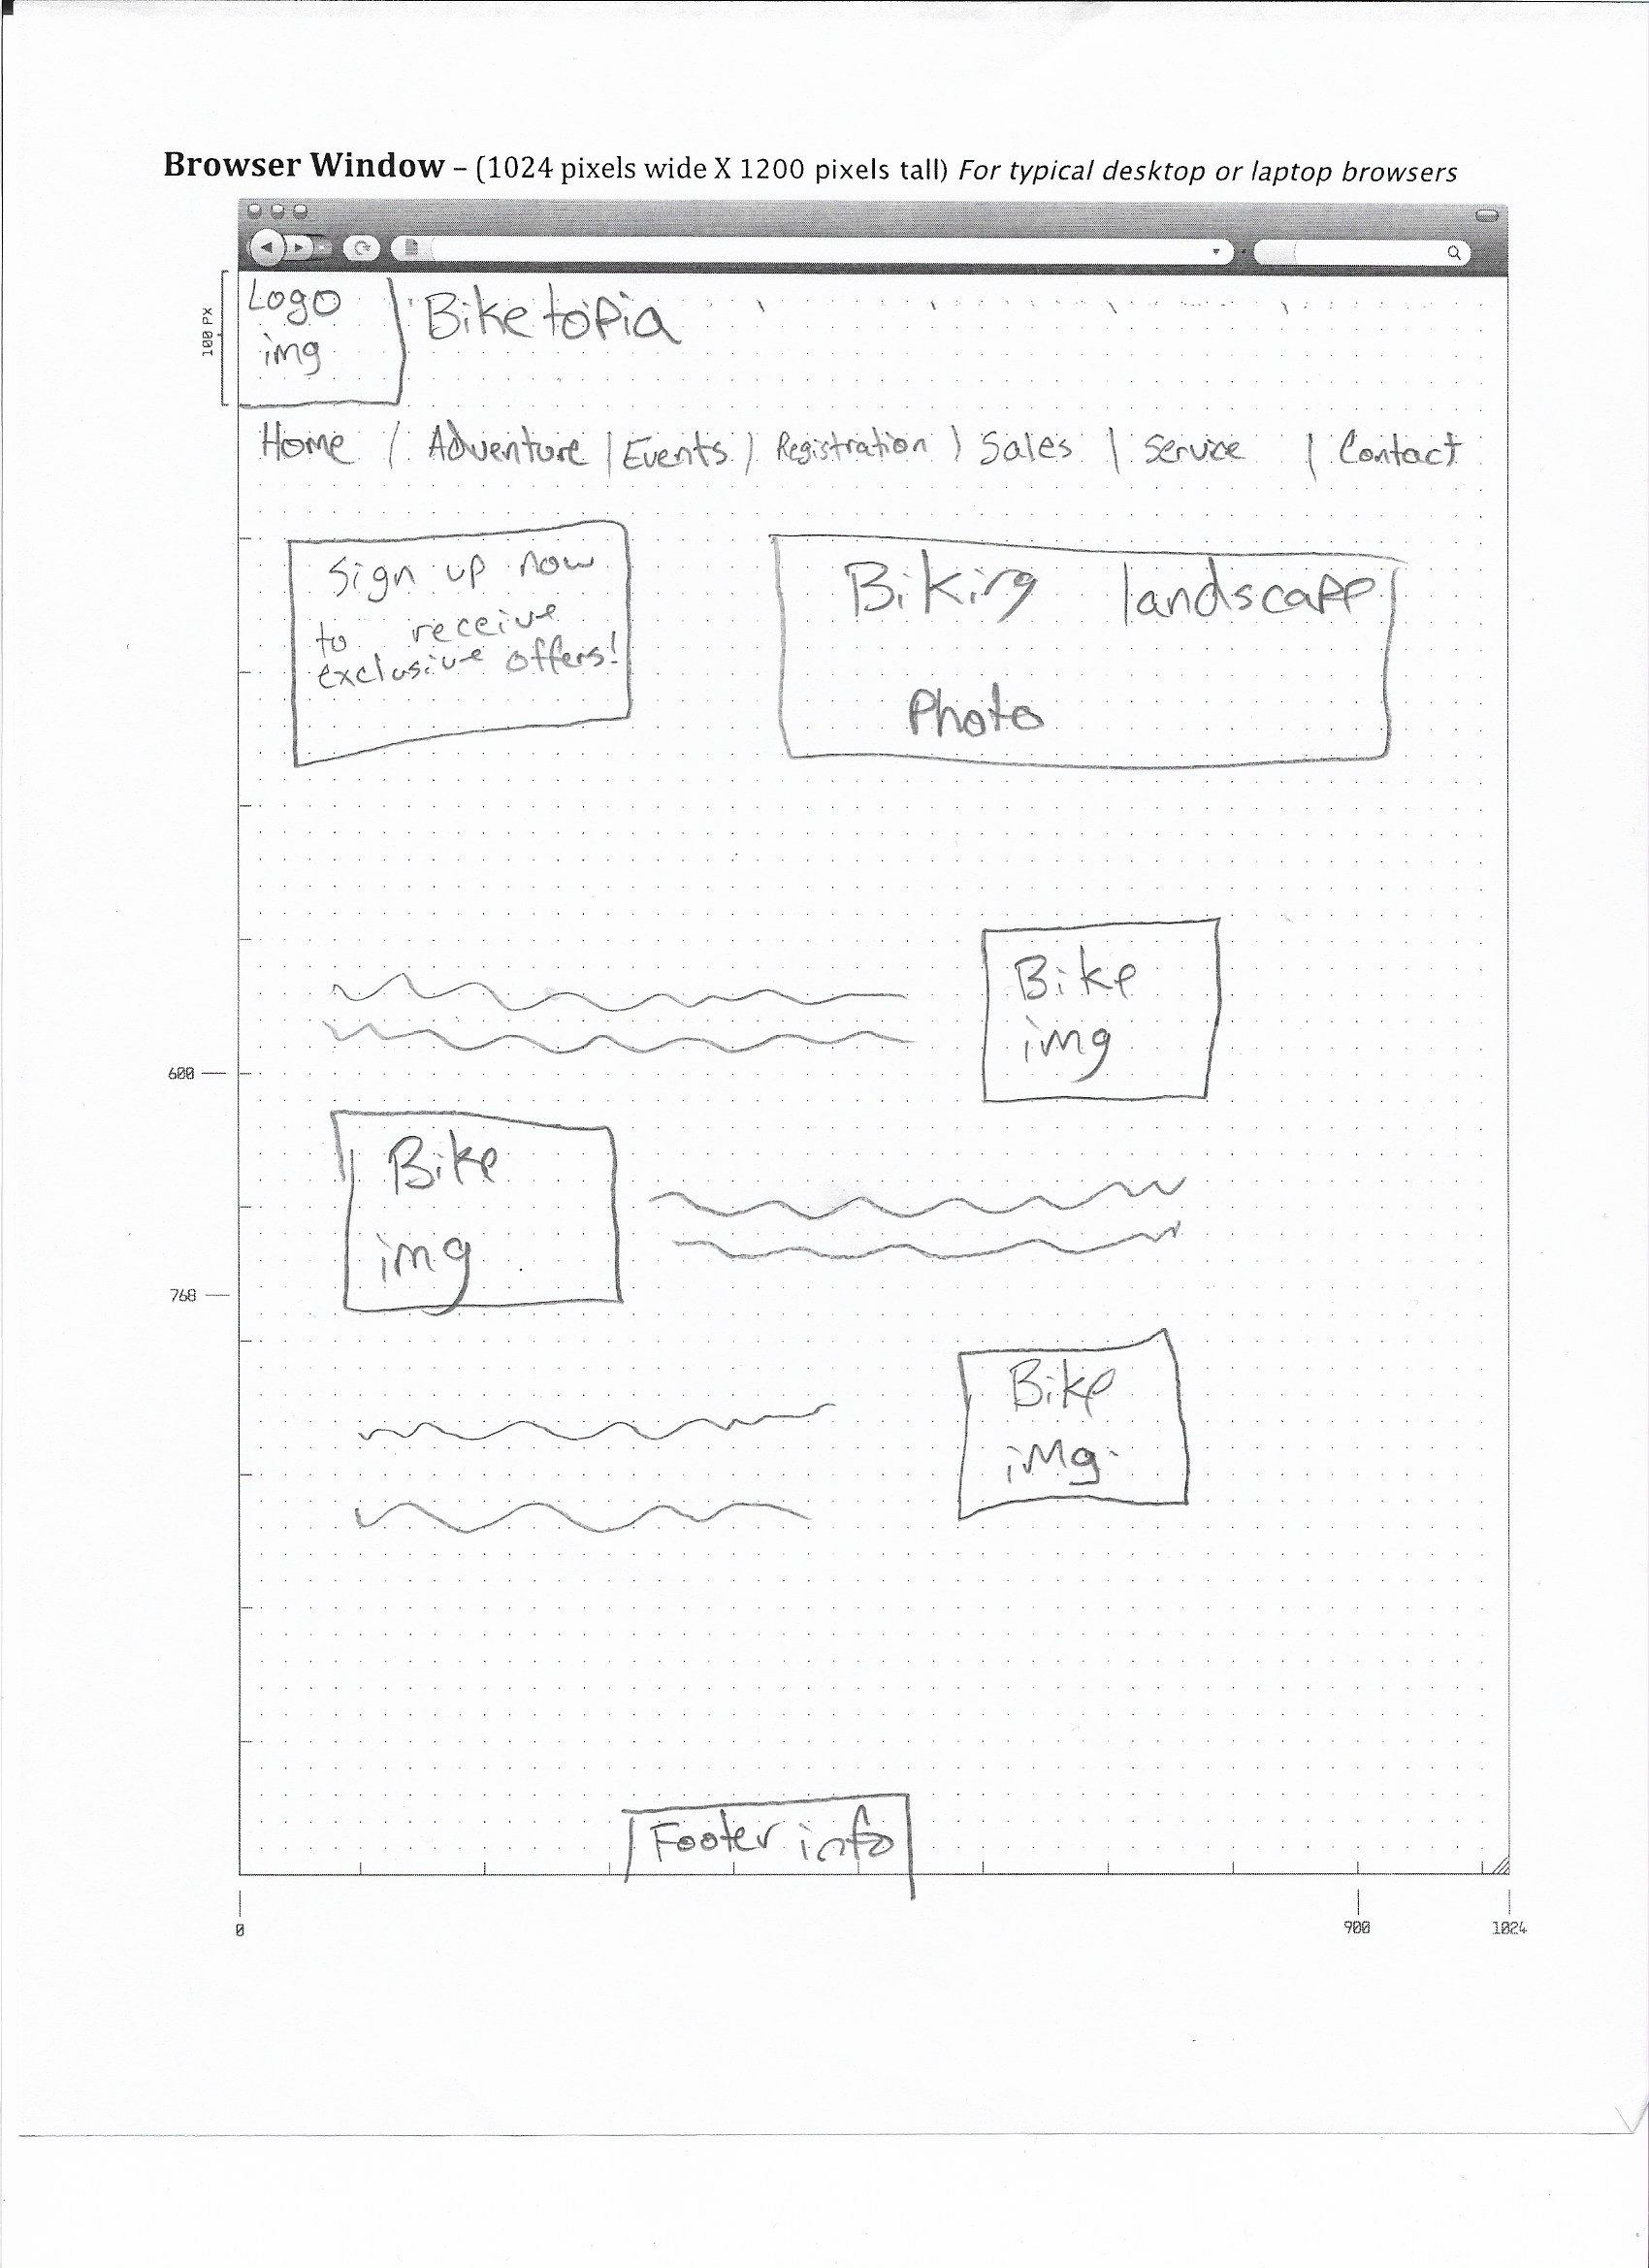 Browser Window – (1024 pixels wide X 1200 pixels tall) For typical desktop or laptop browsers
100 PX
Logo
img
Biketopia
Home / Adventure | Events | Registration | Sales | Service | Contact
Sign up now
to receive
exclusive offers!
Biking landscape
Photo
Bike
img
600
Bike
img
768
Bike
img
Footer info
0
900
1024